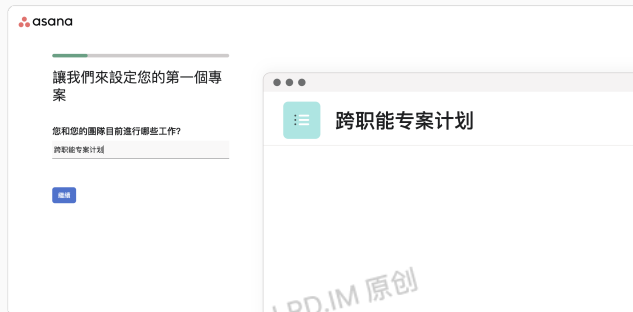 asana
讓我們來設定您的第一個專
案
您和您的團隊目前進行哪些工作?
跨职能专案计划
繼續
跨职能专案计划
LRD.IM 原创